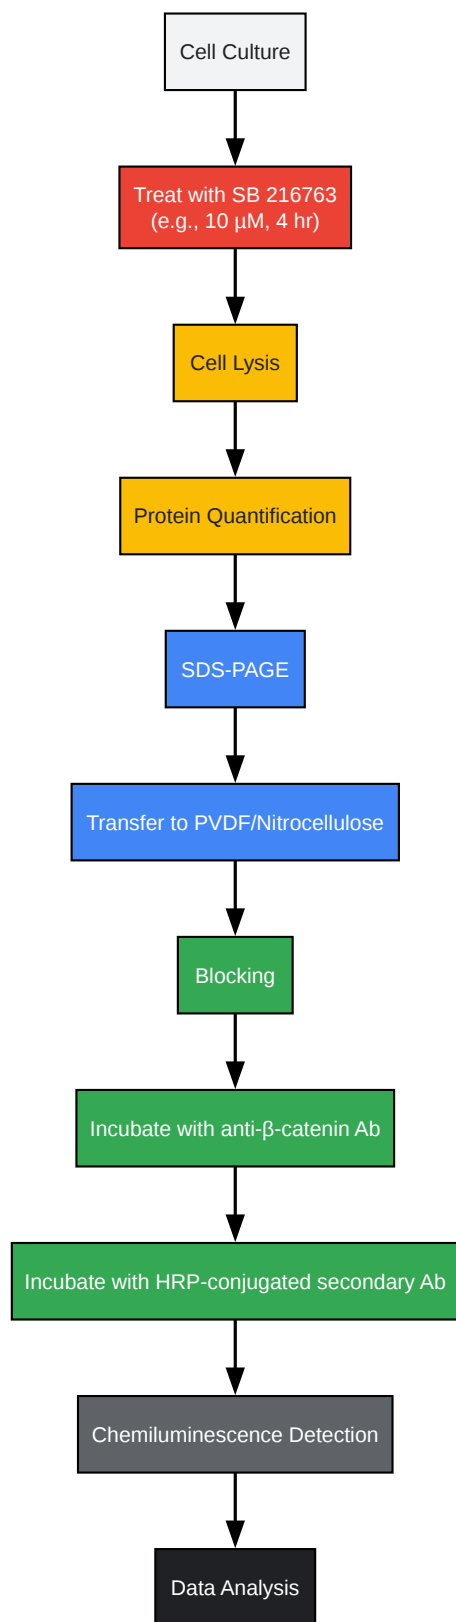 Cell Culture
Treat with SB 216763
(e.g., 10 µM, 4 hr)
Cell Lysis
Protein Quantification
SDS-PAGE
Transfer to PVDF/Nitrocellulose
Blocking
Incubate with anti-β-catenin Ab
Incubate with HRP-conjugated secondary Ab
Chemiluminescence Detection
Data Analysis